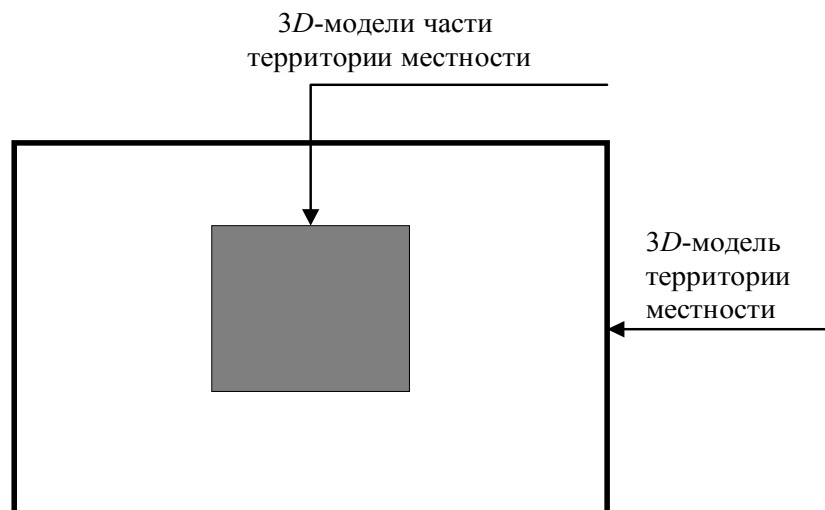 3D-модели части
территории местности
3D-модель
территории
местности